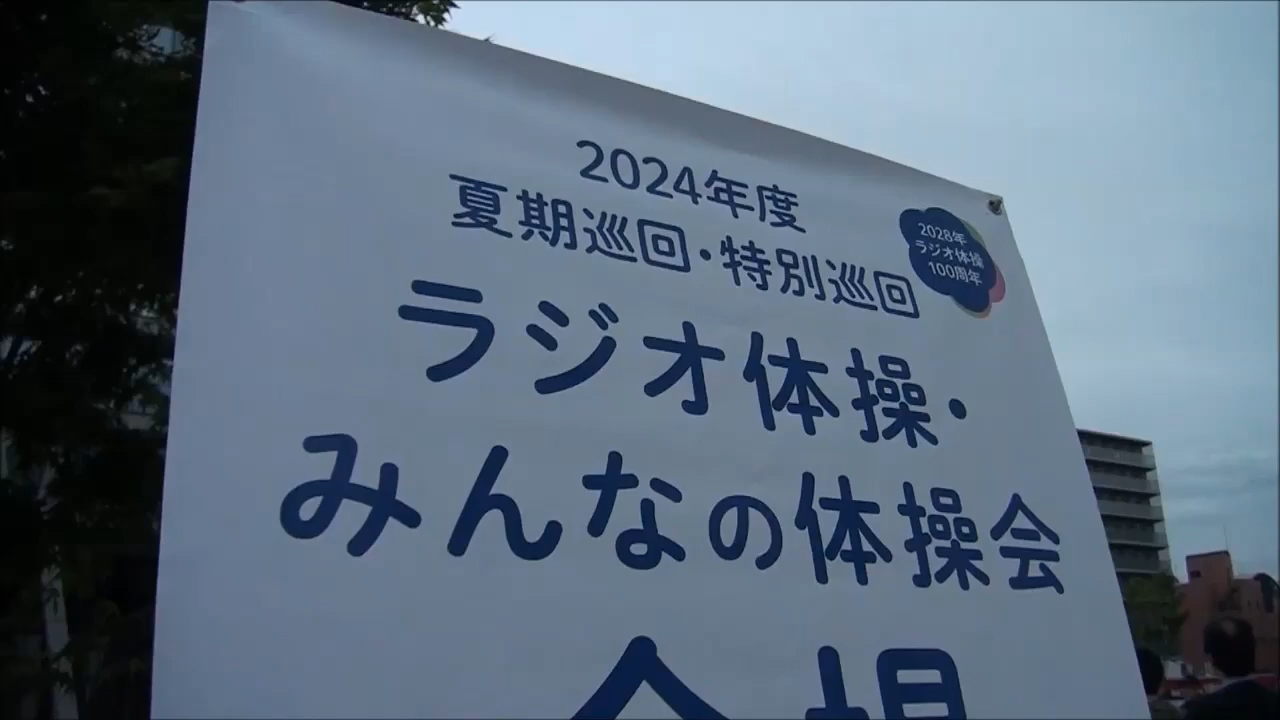 2024年度
夏期巡回・特別巡回
2028年
ラジオ体操
100周年
ラジオ体操・
みんなの体操会
会場